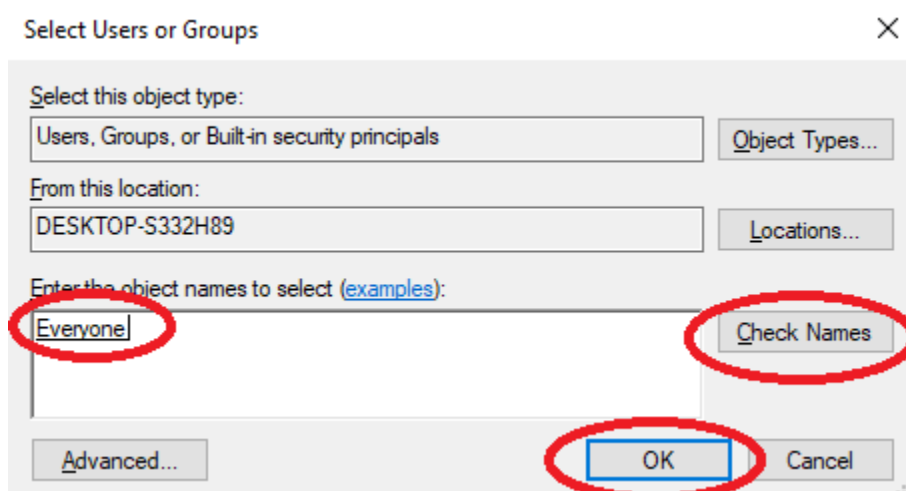 Select Users or Groups
Select this object type:
Users, Groups, or Built-in security principals
Object Types...
From this location:
DESKTOP-S332H89
Locations...
Enter the object names to select (examples):
Everyone
Check Names
Advanced...
OK
Cancel